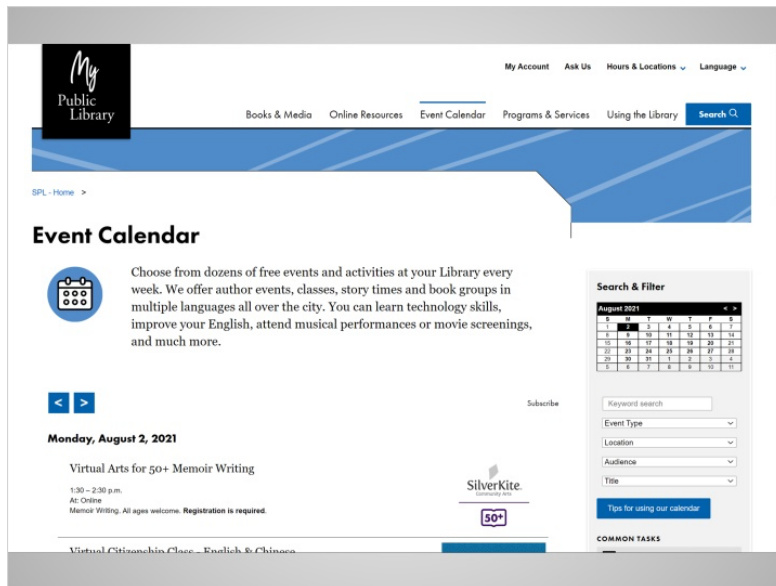 My
Public
Library
My Account Ask Us Hours & Locations Language
Books & Media Online Resources Event Calendar Programs & Services Using the Library Search
SPL - Home >
Event Calendar
Choose from dozens of free events and activities at your Library every
week. We offer author events, classes, story times and book groups in
multiple languages all over the city. You can learn technology skills,
improve your English, attend musical performances or movie screenings,
and much more.
< >
Subscribe
Monday, August 2, 2021
Virtual Arts for 50+ Memoir Writing
1:30 – 2:30 p.m.
At: Online
Memoir Writing. All ages welcome. Registration is required.
SilverKite.
Community Arts
50+
Virtual Citizenship Class - English & Chinese
Search & Filter
August 2021 < >
S M T W T F S
1 2 3 4 5 6 7
8 9 10 11 12 13 14
15 16 17 18 19 20 21
22 23 24 25 26 27 28
29 30 31 1 2 3 4
5 6 7 8 9 10 11
Keyword search
Event Type
Location
Audience
Title
Tips for using our calendar
COMMON TASKS